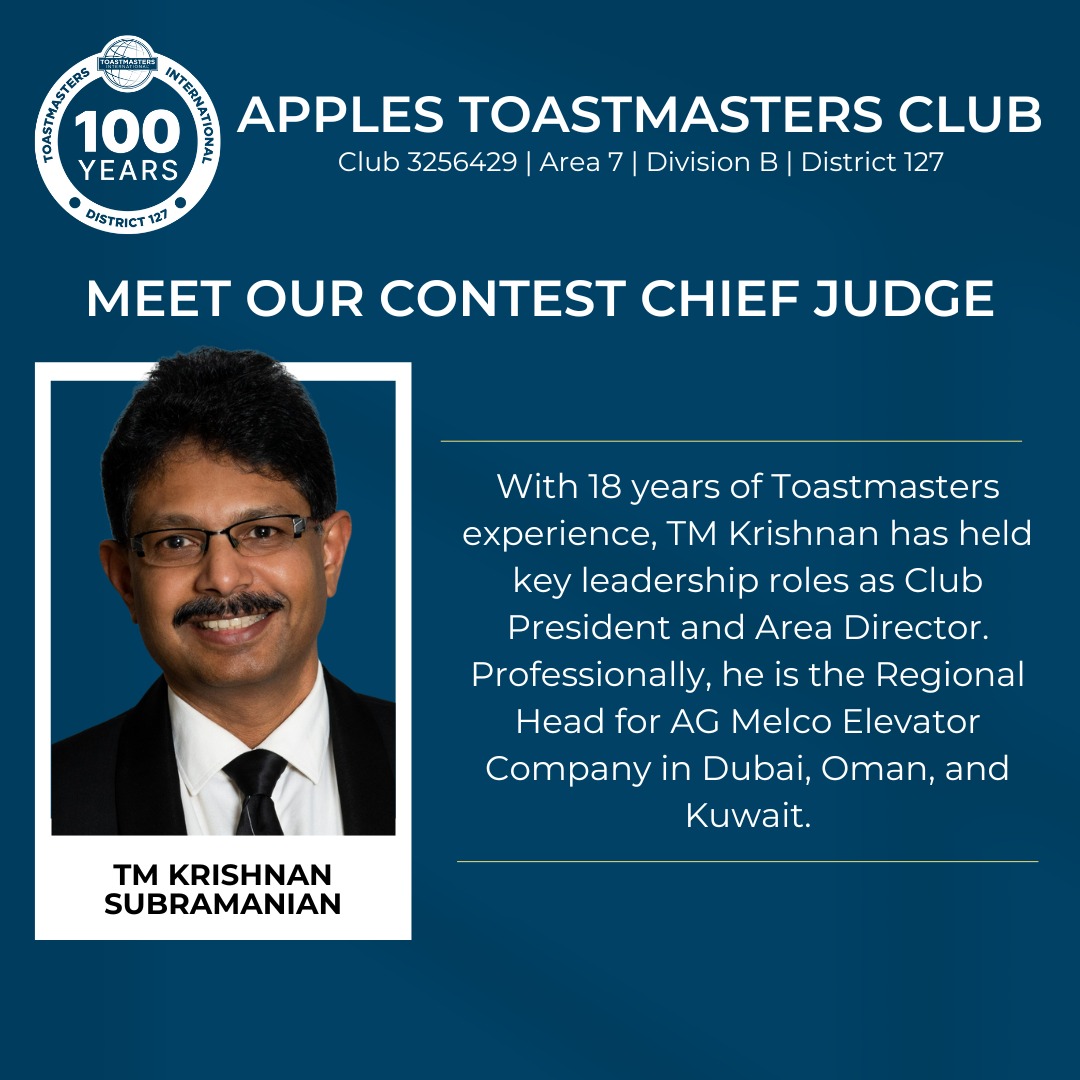 TOASTMASTERS INTERNATIONAL
TOASTMASTERS
INTERNATIONAL
100
YEARS
DISTRICT 127
APPLES TOASTMASTERS CLUB
Club 3256429 | Area 7 | Division B | District 127
MEET OUR CONTEST CHIEF JUDGE
With 18 years of Toastmasters
experience, TM Krishnan has held
key leadership roles as Club
President and Area Director.
Professionally, he is the Regional
Head for AG Melco Elevator
Company in Dubai, Oman, and
Kuwait.
TM KRISHNAN
SUBRAMANIAN